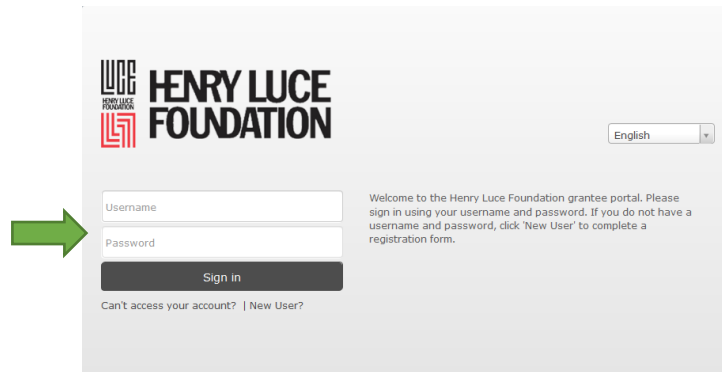 LUCE
HENRY LUCE
FOUNDATION
HENRY LUCE
FOUNDATION
English
Username
Password
Sign in
Can't access your account? | New User?
Welcome to the Henry Luce Foundation grantee portal. Please
sign in using your username and password. If you do not have a
username and password, click 'New User' to complete a
registration form.